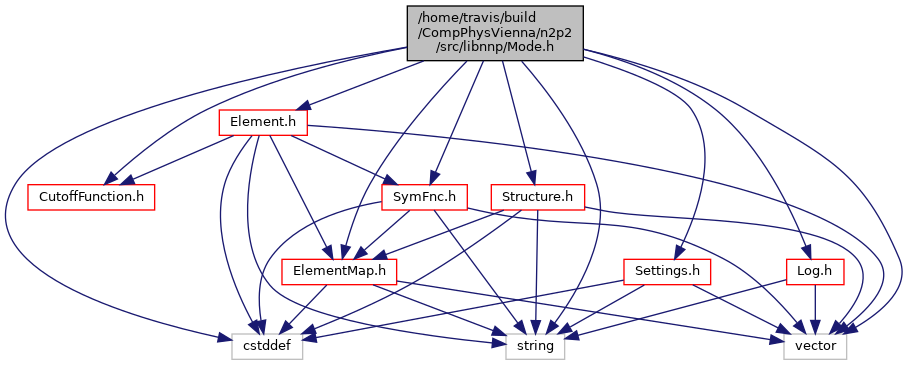 /home/travis/build
/CompPhysVienna/n2p2
/src/libnnp/Mode.h
Element.h
CutoffFunction.h
SymFnc.h
Structure.h
ElementMap.h
Settings.h
Log.h
cstddef
string
vector